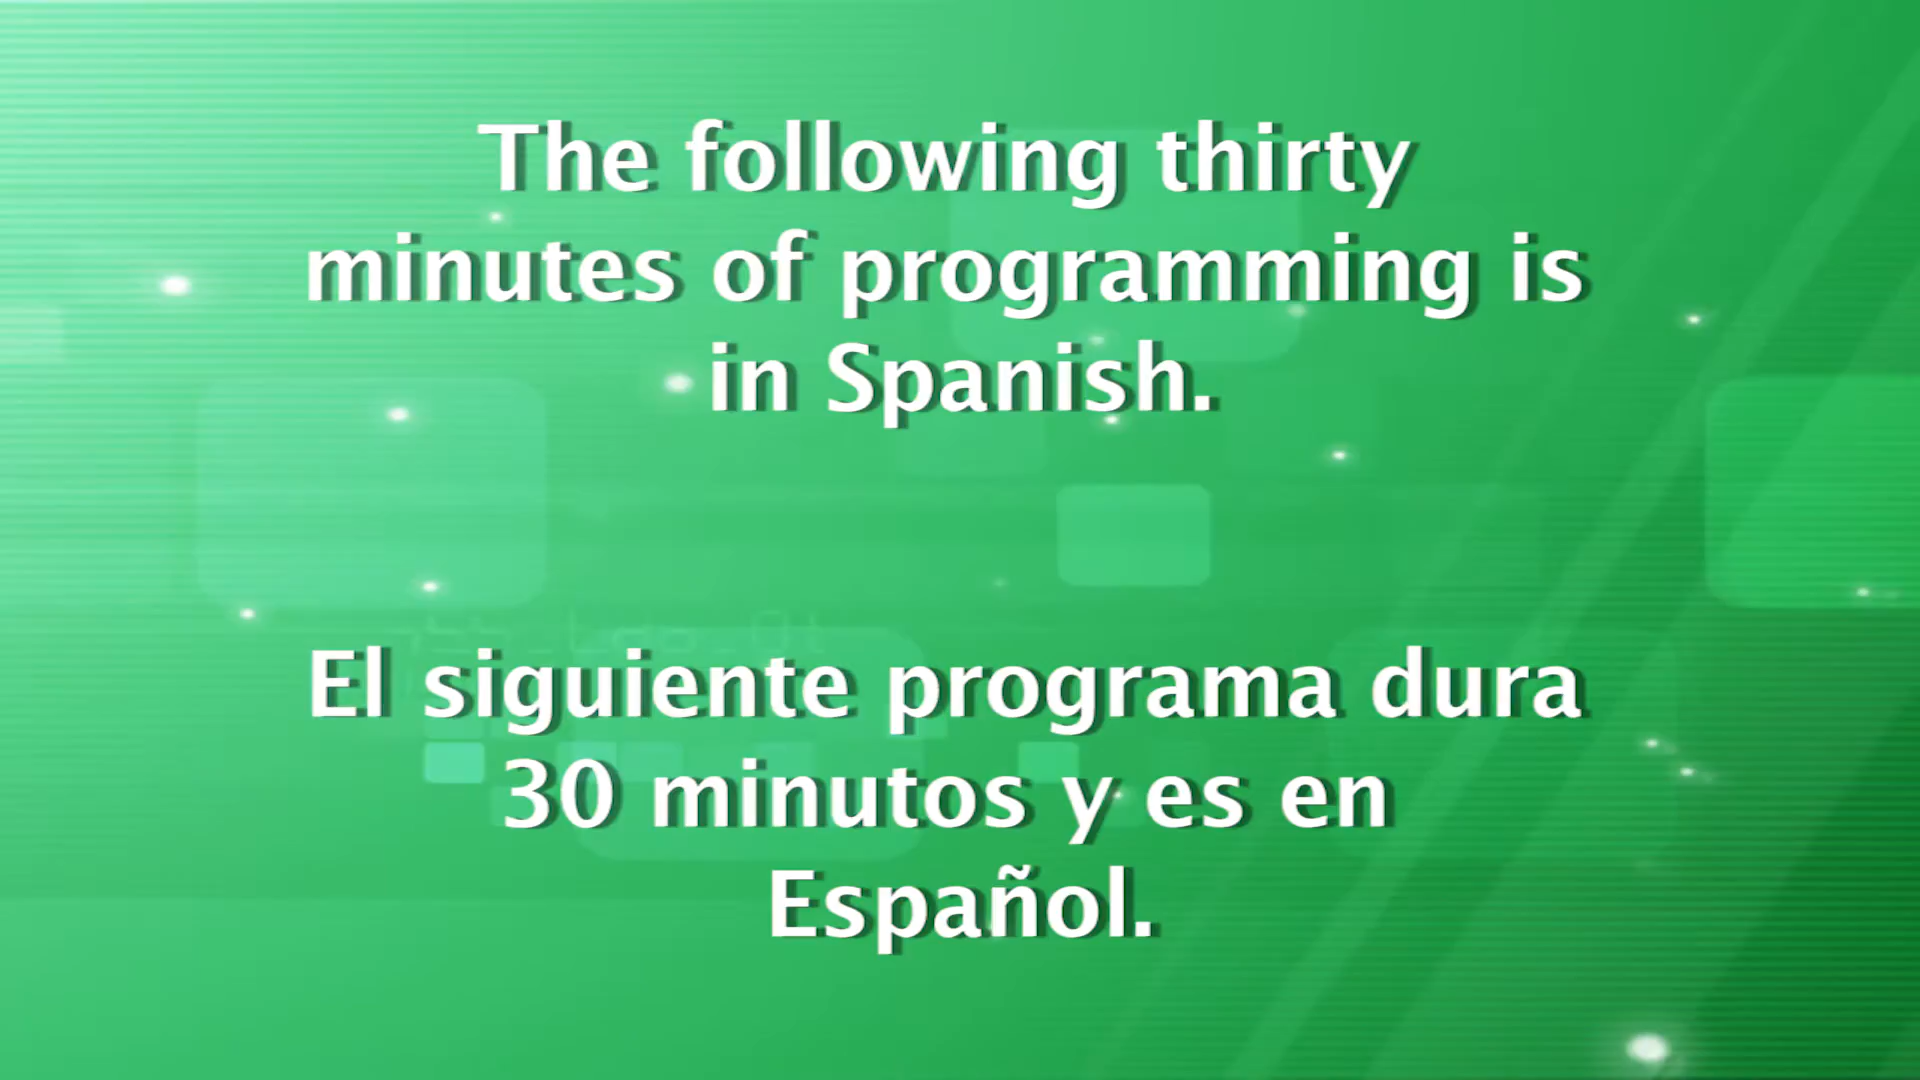 The following thirty
minutes of programming is
in Spanish.
El siguiente programa dura
30 minutos y es en
Español.